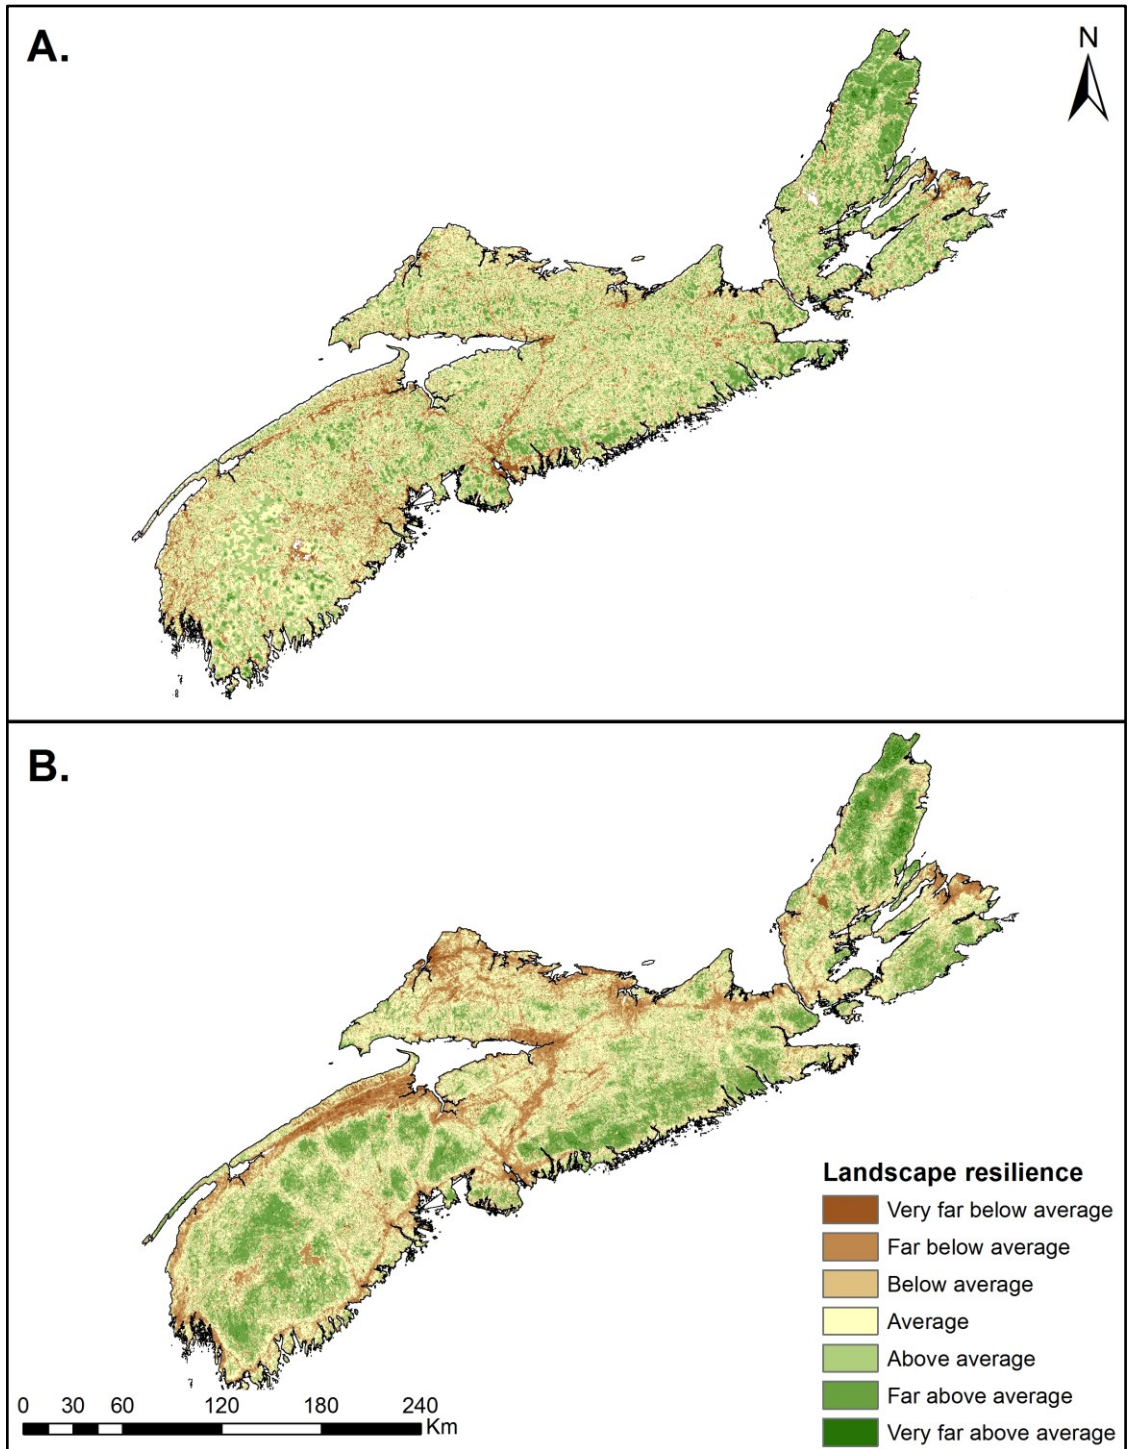 A.
N
B.
Landscape resilience
Very far below average
Far below average
Below average
Average
Above average
Far above average
Very far above average
0 30 60 120 180 240
Km